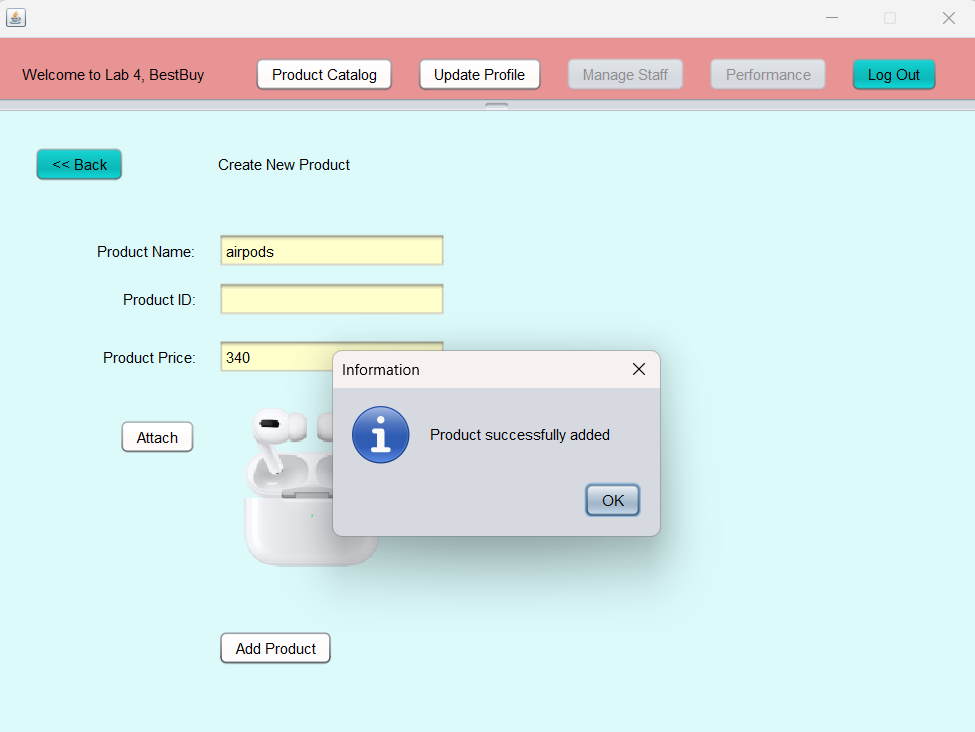 Welcome to Lab 4, BestBuy
Product Catalog
Update Profile
Manage Staff
Performance
Log Out
<< Back
Create New Product
Product Name:
airpods
Product ID:
Product Price:
340
Information
Attach
Product successfully added
OK
Add Product